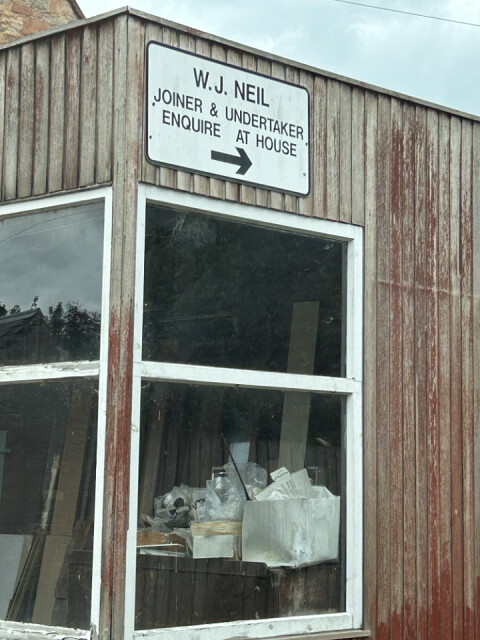 W.J. NEIL
JOINER & UNDERTAKER
ENQUIRE AT HOUSE